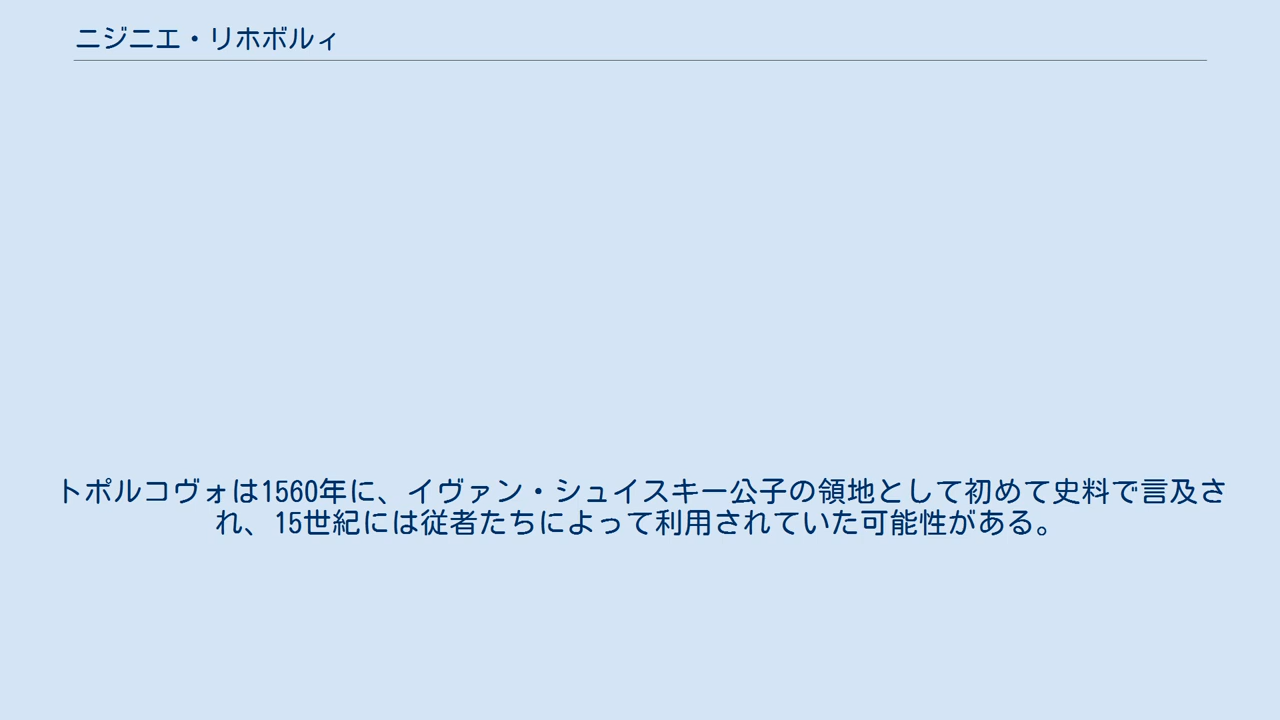 ニジニエ・リホボルィ
トポルコヴォは1560年に、イヴァン・シュイスキー公子の領地として初めて史料で言及さ
れ、15世紀には従者たちによって利用されていた可能性がある。